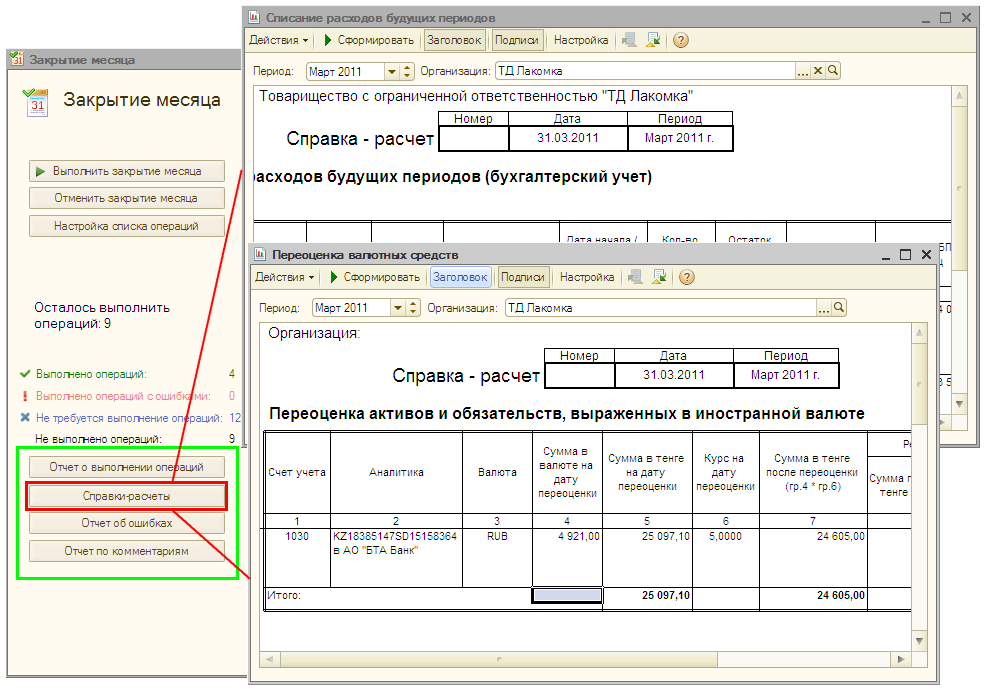 Списание расходов будущих периодов
Действия Сформировать Заголовок Подписи Настройка
Период: Март 2011 Организация: ТД Лакомка
Товарищество с ограниченной ответственностью "ТД Лакомка"
Номер Дата Период
Справка - расчет 31.03.2011 Март 2011 г.
расходов будущих периодов (бухгалтерский учет)
Дата начала / Кол-во Остаток
Закрытие месяца
31
Закрытие месяца
Выполнить закрытие месяца
Отменить закрытие месяца
Настройка списка операций
Осталось выполнить
операций: 9
Выполнено операций: 4
Выполнено операций с ошибками: 0
Не требуется выполнение операций: 12
Не выполнено операций: 9
Отчет о выполнении операций
Справки-расчеты
Отчет об ошибках
Отчет по комментариям
Переоценка валютных средств
Действия Сформировать Заголовок Подписи Настройка
Период: Март 2011 Организация: ТД Лакомка
Организация:
Номер Дата Период
Справка - расчет 31.03.2011 Март 2011 г.
Переоценка активов и обязательств, выраженных в иностранной валюте
Счет учета Аналитика Валюта Сумма в валюте на дату переоценки Сумма в тенге на дату переоценки Курс на дату переоценки Сумма в тенге после переоценки (гр.4 * гр.6)
1 2 3 4 5 6 7
1030 KZ18385147SD15158364 RUB 4 921,00 25 097,10 5,0000 24 605,00
в АО "БТА Банк"
Итого: 25 097,10 24 605,00